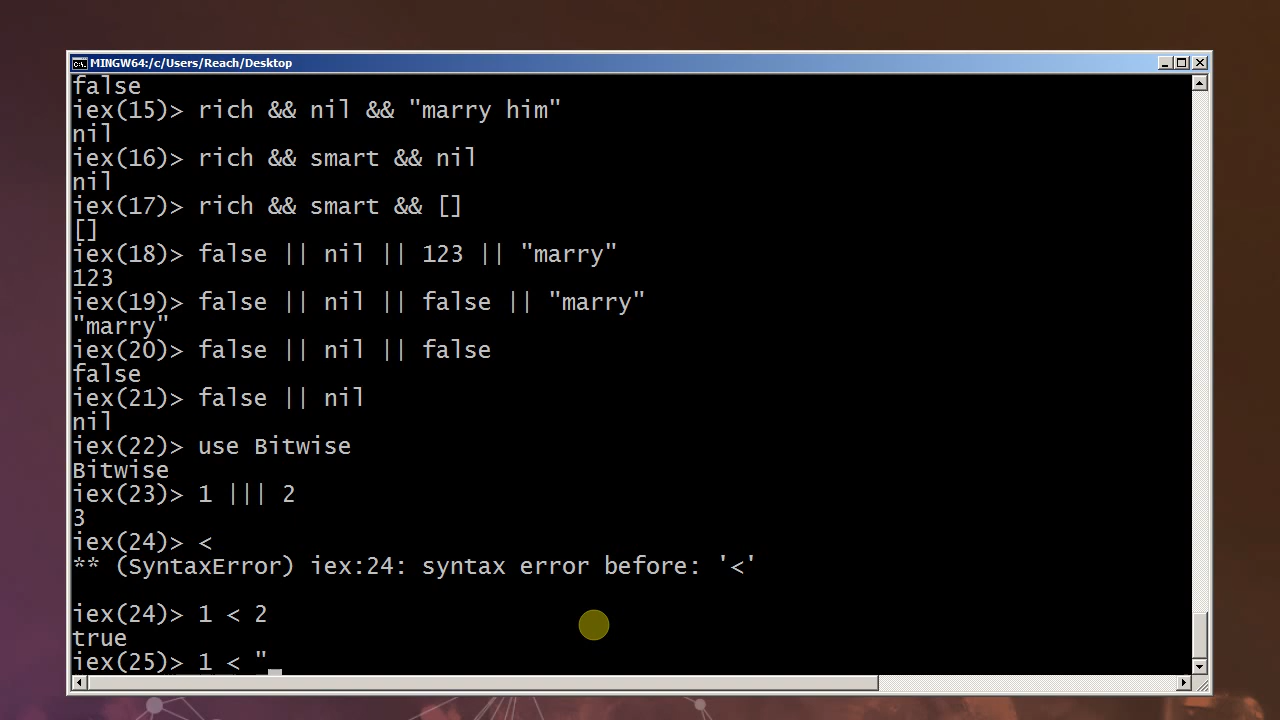 MINGW64:/c/Users/Reach/Desktop
false
iex(15)> rich && nil && "marry him"
nil
iex(16)> rich && smart && nil
nil
iex(17)> rich && smart && []
[]
iex(18)> false || nil || 123 || "marry"
123
iex(19)> false || nil || false || "marry"
"marry"
iex(20)> false || nil || false
false
iex(21)> false || nil
nil
iex(22)> use Bitwise
Bitwise
iex(23)> 1 ||| 2
3
iex(24)> <
** (SyntaxError) iex:24: syntax error before: '<'
iex(24)> 1 < 2
true
iex(25)> 1 < "